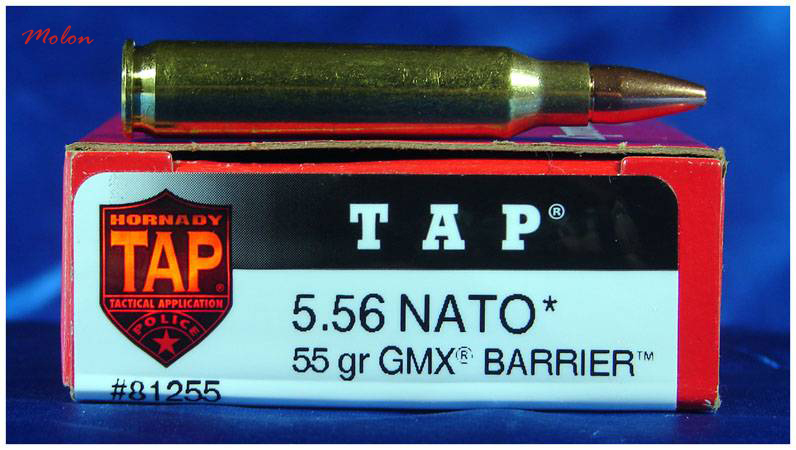 Molon
HORNADY
TAP®
TACTICAL APPLICATION
POLICE
#81255
TAP®
5.56 NATO*
55 gr GMX® BARRIER™